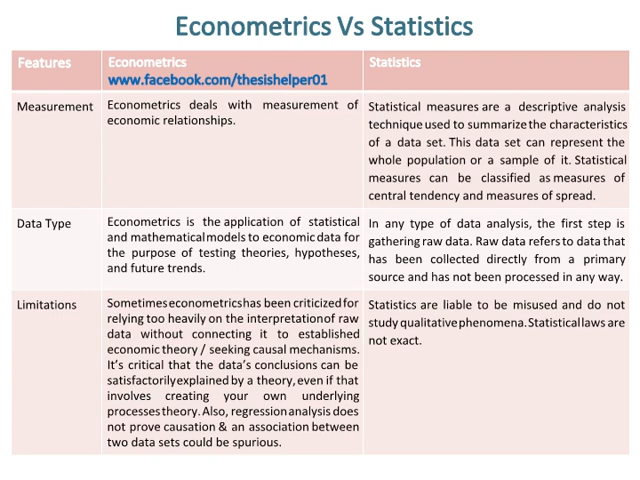 Econometrics Vs Statistics
Features
Econometrics
www.facebook.com/thesishelper01
Statistics
Measurement
Econometrics deals with measurement of
economic relationships.
Statistical measures are a descriptive analysis
technique used to summarize the characteristics
of a data set. This data set can represent the
whole population or a sample of it. Statistical
measures can be classified as measures of
central tendency and measures of spread.
Data Type
Econometrics is the application of statistical
and mathematical models to economic data for
the purpose of testing theories, hypotheses,
and future trends.
In any type of data analysis, the first step is
gathering raw data. Raw data refers to data that
has been collected directly from a primary
source and has not been processed in any way.
Limitations
Sometimes econometrics has been criticized for
relying too heavily on the interpretation of raw
data without connecting it to established
economic theory / seeking causal mechanisms.
It's critical that the data's conclusions can be
satisfactorily explained by a theory, even if that
involves creating your own underlying
processes theory. Also, regression analysis does
not prove causation & an association between
two data sets could be spurious.
Statistics are liable to be misused and do not
study qualitative phenomena. Statistical laws are
not exact.